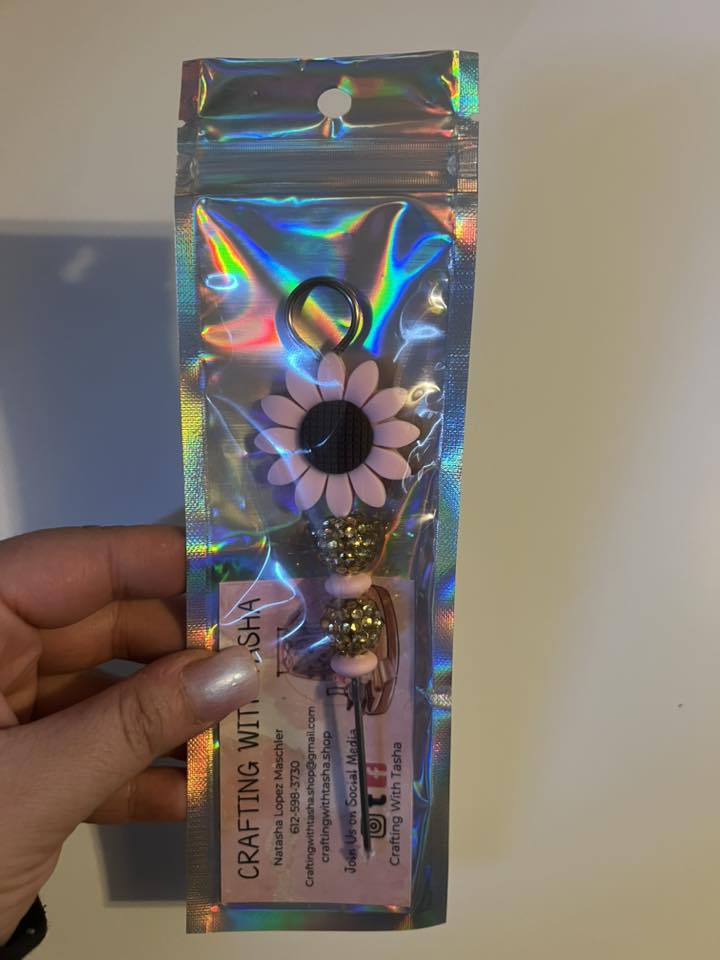 CRAFTING WITH TASHA
Natasha Lopez Maschler
612-598-3730
Craftingwithtasha.shop@gmail.com
craftingwithtasha.shop
Join Us on Social Media
Crafting With Tasha